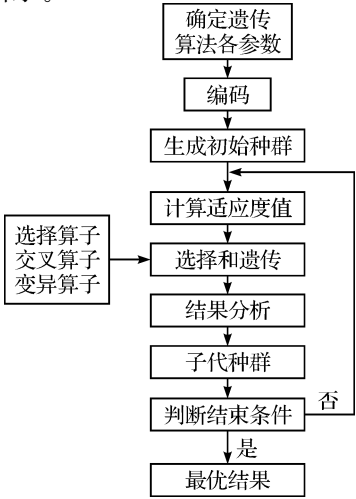 确定遗传
算法各参数
编码
生成初始种群
计算适应度值
选择算子
交叉算子
变异算子
选择和遗传
结果分析
子代种群
判断结束条件
否
是
最优结果